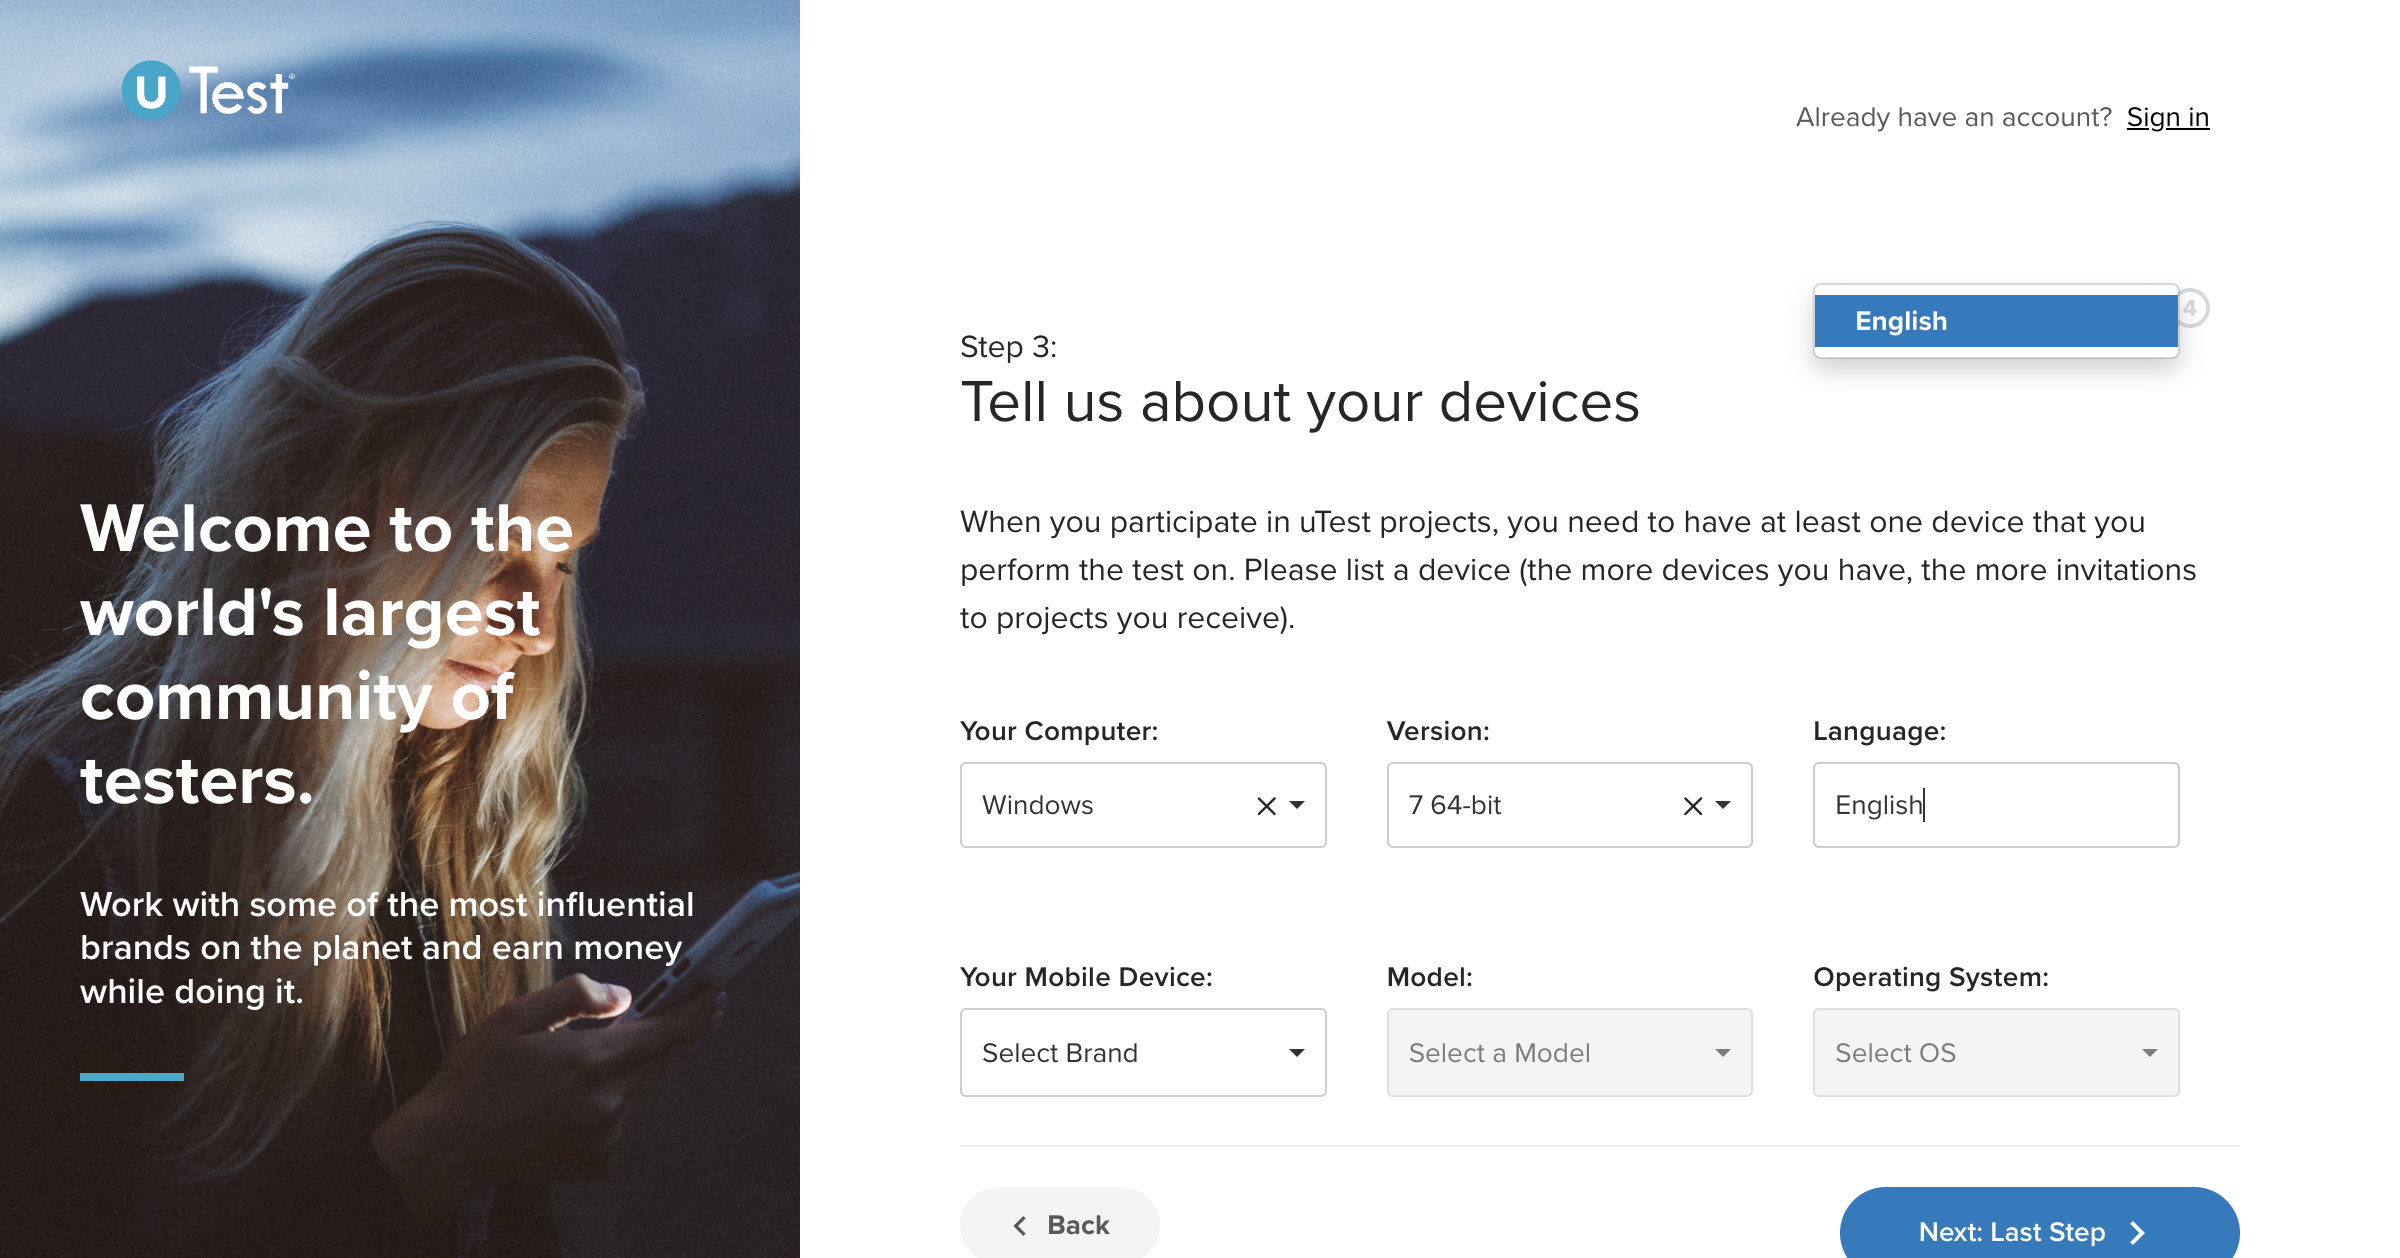 u Test®
Welcome to the
world's largest
community of
testers.
Work with some of the most influential
brands on the planet and earn money
while doing it.
Already have an account? Sign in
English
4
Step 3:
Tell us about your devices
When you participate in uTest projects, you need to have at least one device that you
perform the test on. Please list a device (the more devices you have, the more invitations
to projects you receive).
Your Computer: Version: Language:
Windows 7 64-bit English
Your Mobile Device: Model: Operating System:
Select Brand Select a Model Select OS
Back Next: Last Step